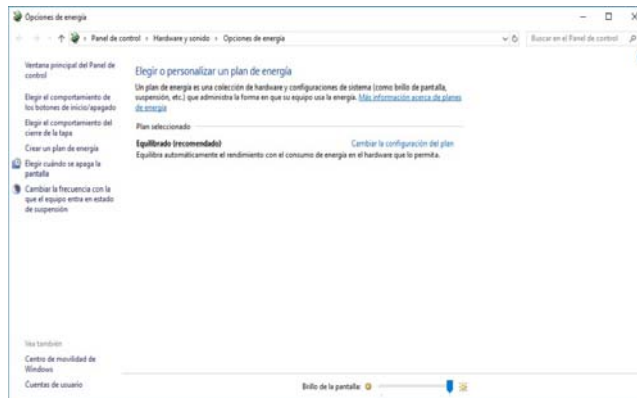 Opciones de energía
Panel de control › Hardware y sonido › Opciones de energía
Buscar en el Panel de control
Ventana principal del Panel de
control
Elegir el comportamiento de
los botones de inicio/apagado
Elegir el comportamiento del
cierre de la tapa
Crear un plan de energía
Elegir cuándo se apaga la
pantalla
Cambiar la frecuencia con la
que el equipo entra en estado
de suspensión
Elegir o personalizar un plan de energía
Un plan de energía es una colección de hardware y configuraciones de sistema (como brillo de pantalla,
suspensión, etc.) que administra la forma en que su equipo usa la energía. Más información acerca de planes
de energía
Plan seleccionado
Equilibrado (recomendado)
Cambiar la configuración del plan
Equilibra automáticamente el rendimiento con el consumo de energía en el hardware que lo permita.
Vea también
Centro de movilidad de
Windows
Cuentas de usuario
Brillo de la pantalla: